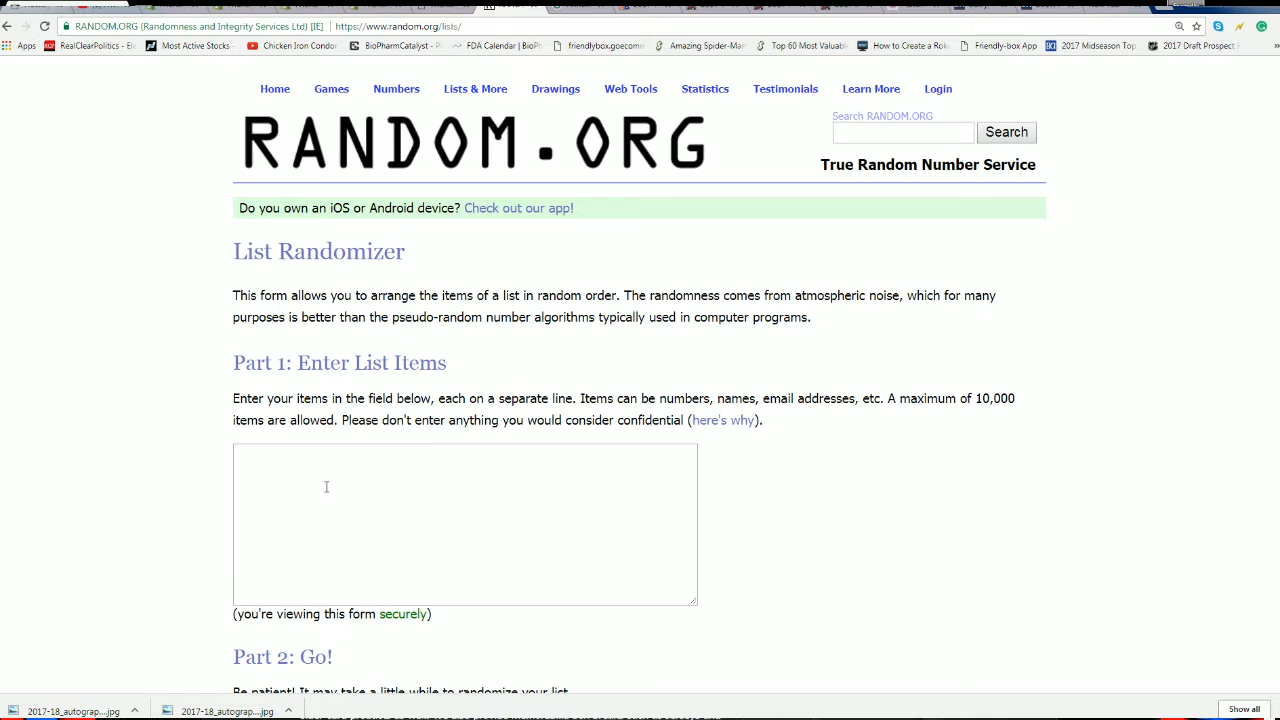 RANDOM.ORG (Randomness and Integrity Services Ltd) [IE] https://www.random.org/lists/
Apps RealClearPolitics - Ele Most Active Stocks - Chicken Iron Condor BioPharmCatalyst - P FDA Calendar | BioPh friendlybox.goecomm Amazing Spider-Man Top 60 Most Valuabl How to Create a Rok Friendly-box App 2017 Midseason Top 2017 Draft Prospect F »
Home Games Numbers Lists & More Drawings Web Tools Statistics Testimonials Learn More Login
Search RANDOM.ORG
RANDOM.ORG
Search
True Random Number Service
Do you own an iOS or Android device? Check out our app!
List Randomizer
This form allows you to arrange the items of a list in random order. The randomness comes from atmospheric noise, which for many
purposes is better than the pseudo-random number algorithms typically used in computer programs.
Part 1: Enter List Items
Enter your items in the field below, each on a separate line. Items can be numbers, names, email addresses, etc. A maximum of 10,000
items are allowed. Please don't enter anything you would consider confidential (here's why).
(you're viewing this form securely)
Part 2: Go!
Be patient! It may take a little while to randomize your list
2017-18_autograp....jpg 2017-18_autograp....jpg Show all